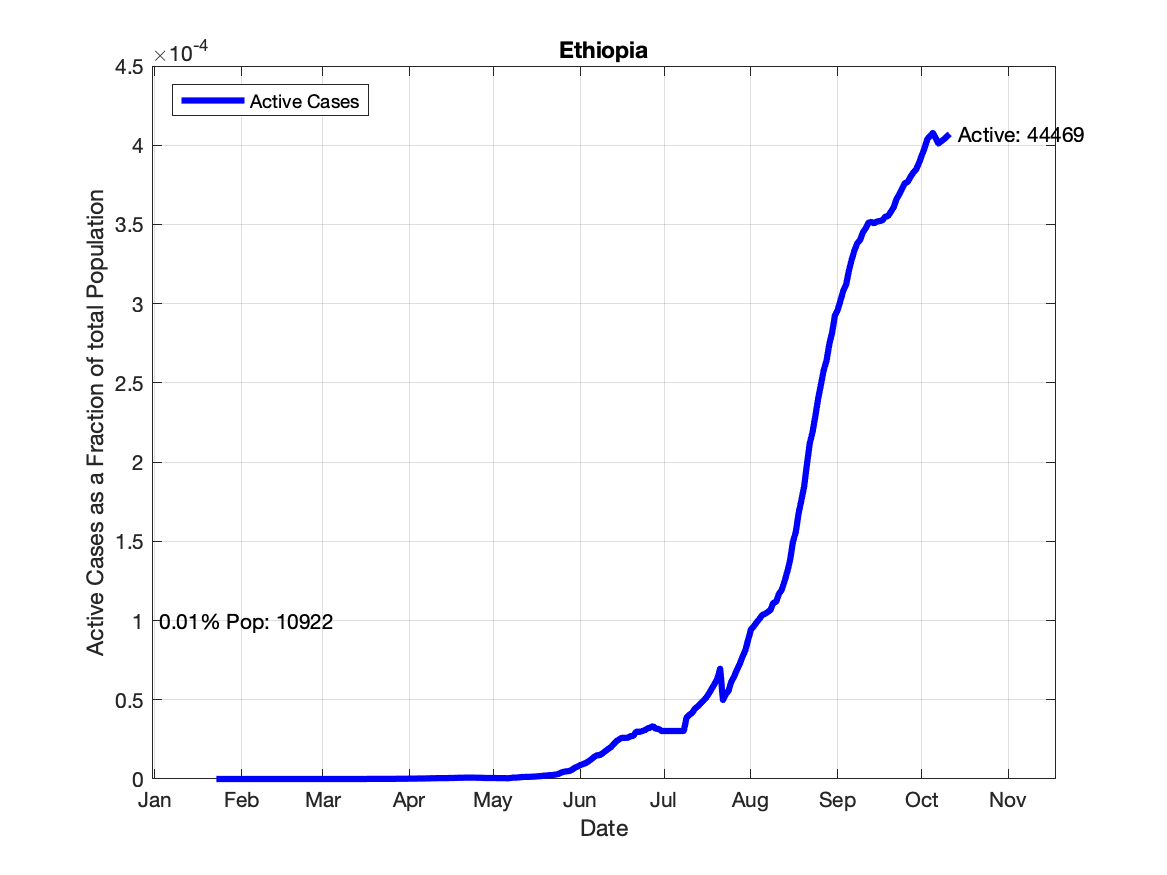 Ethiopia
×10-4
Active Cases
4.5
4
3.5
3
2.5
2
1.5
1
0.5
0
Active: 44469
0.01% Pop: 10922
Active Cases as a Fraction of total Population
Jan Feb Mar Apr May Jun Jul Aug Sep Oct Nov
Date